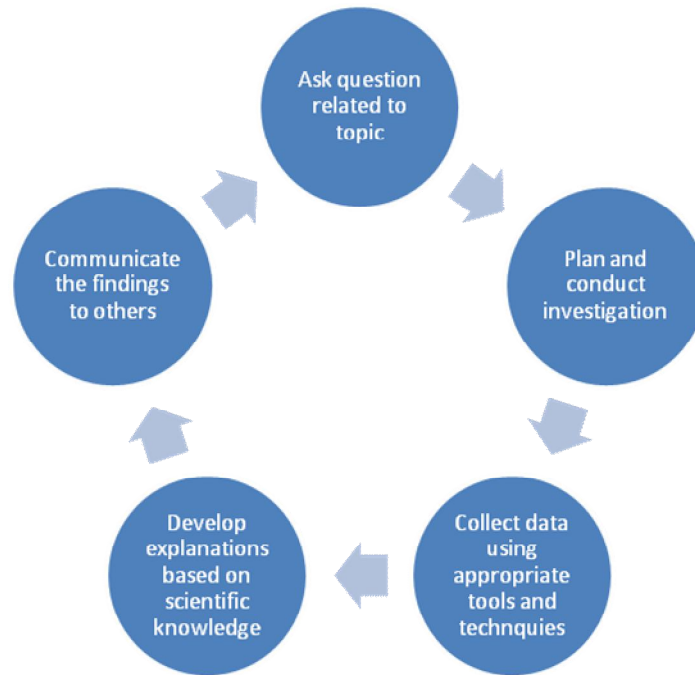 Ask question
related to
topic
Plan and
conduct
investigation
Collect data
using
appropriate
tools and
technquies
Develop
explanations
based on
scientific
knowledge
Communicate
the findings
to others